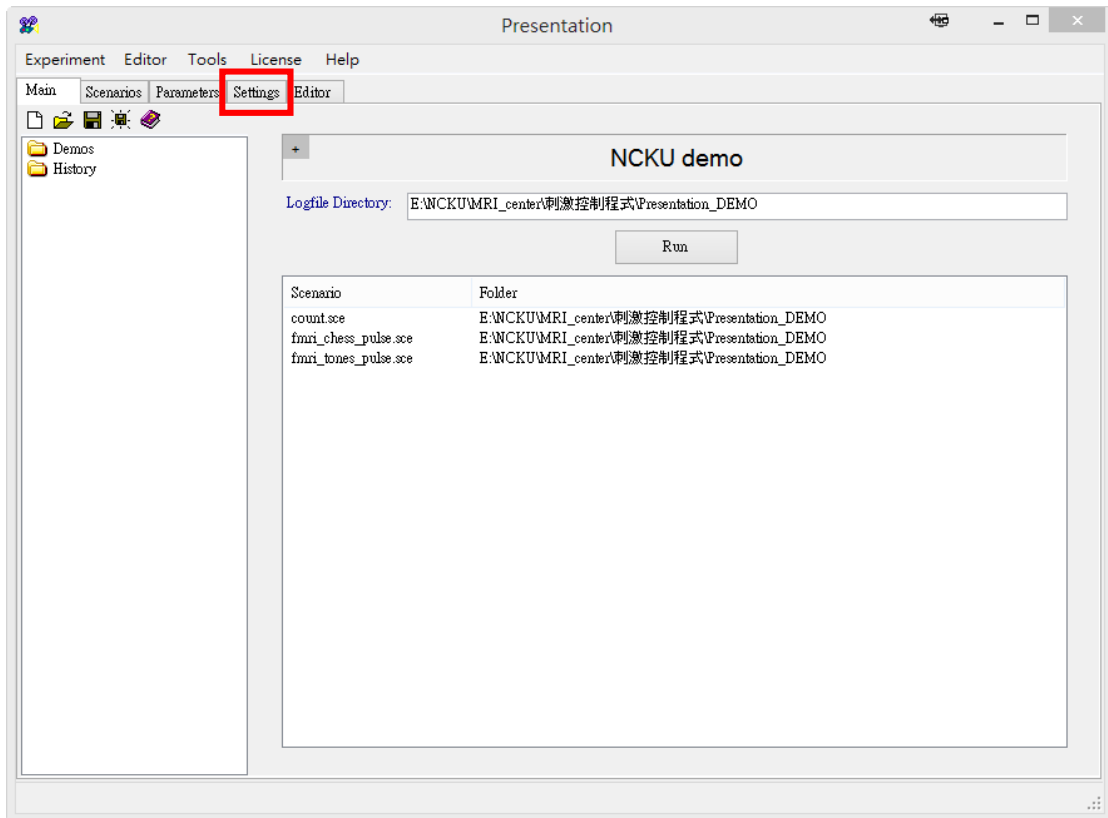 Presentation
Experiment Editor Tools License Help
Main Scenarios Parameters Settings Editor
Demos
History
+
NCKU demo
Logfile Directory: E:\NCKU\MRI_center\刺激控制程式\Presentation_DEMO
Run
Scenario Folder
count.sce E:\NCKU\MRI_center\刺激控制程式\Presentation_DEMO
fmri_chess_pulse.sce E:\NCKU\MRI_center\刺激控制程式\Presentation_DEMO
fmri_tones_pulse.sce E:\NCKU\MRI_center\刺激控制程式\Presentation_DEMO